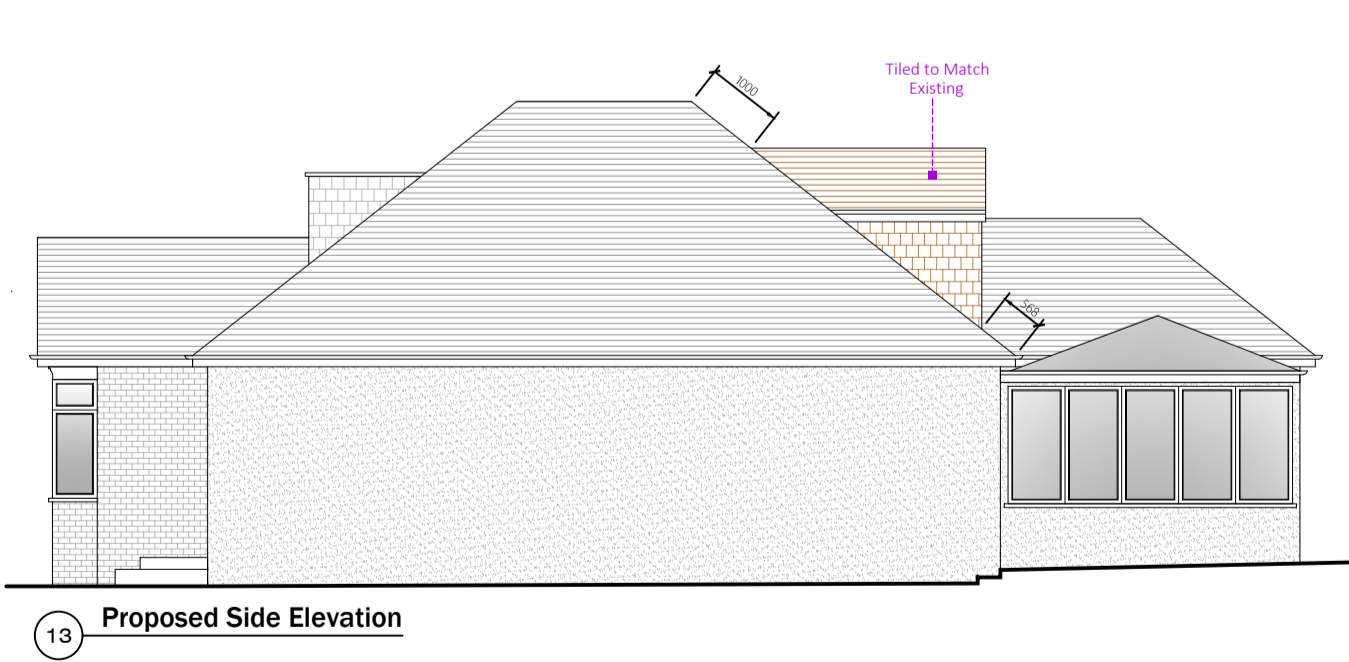 1000
Tiled to Match
Existing
568
13
Proposed Side Elevation